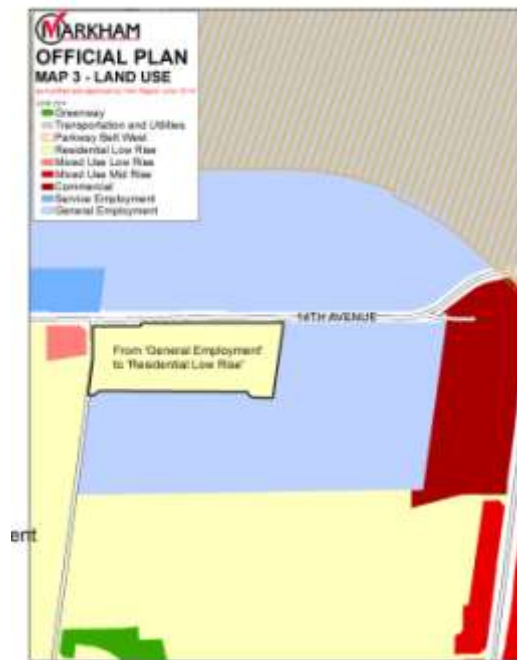 MARKHAM
OFFICIAL PLAN
MAP 3 - LAND USE
Greenway
Transportation and Utilities
Parkway Belt West
Residential Low Rise
Mixed Use Low Rise
Mixed Use Mid Rise
Commercial
Service Employment
General Employment
14TH AVENUE
From 'General Employment'
to 'Residential Low Rise'
ent